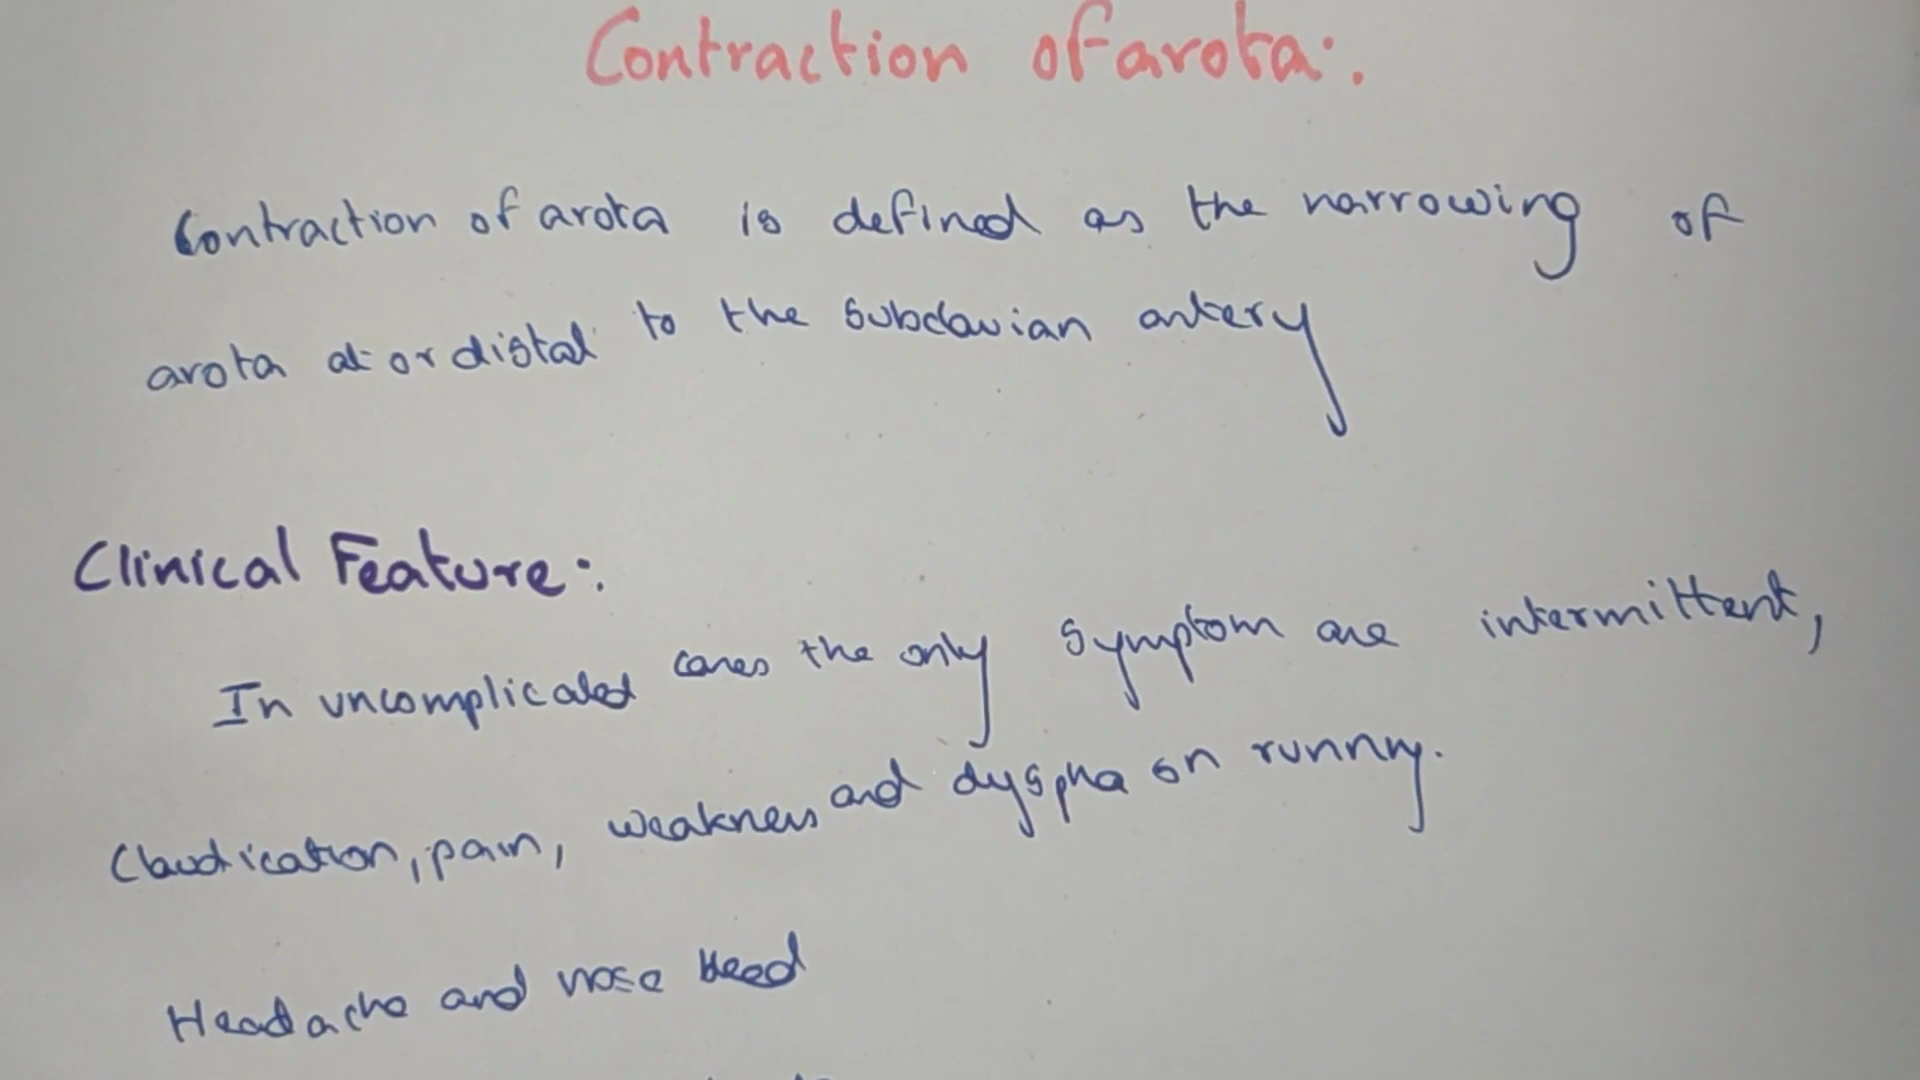 Contraction of arota:.
Contraction of arota is defined as the narrowing of
arota at or distal to the subclavian artery
Clinical Feature:.
In uncomplicated cases the only symptom are intermittent,
Claudication, pain, weakness and dyspna on runnng.
Headache and nose bleed